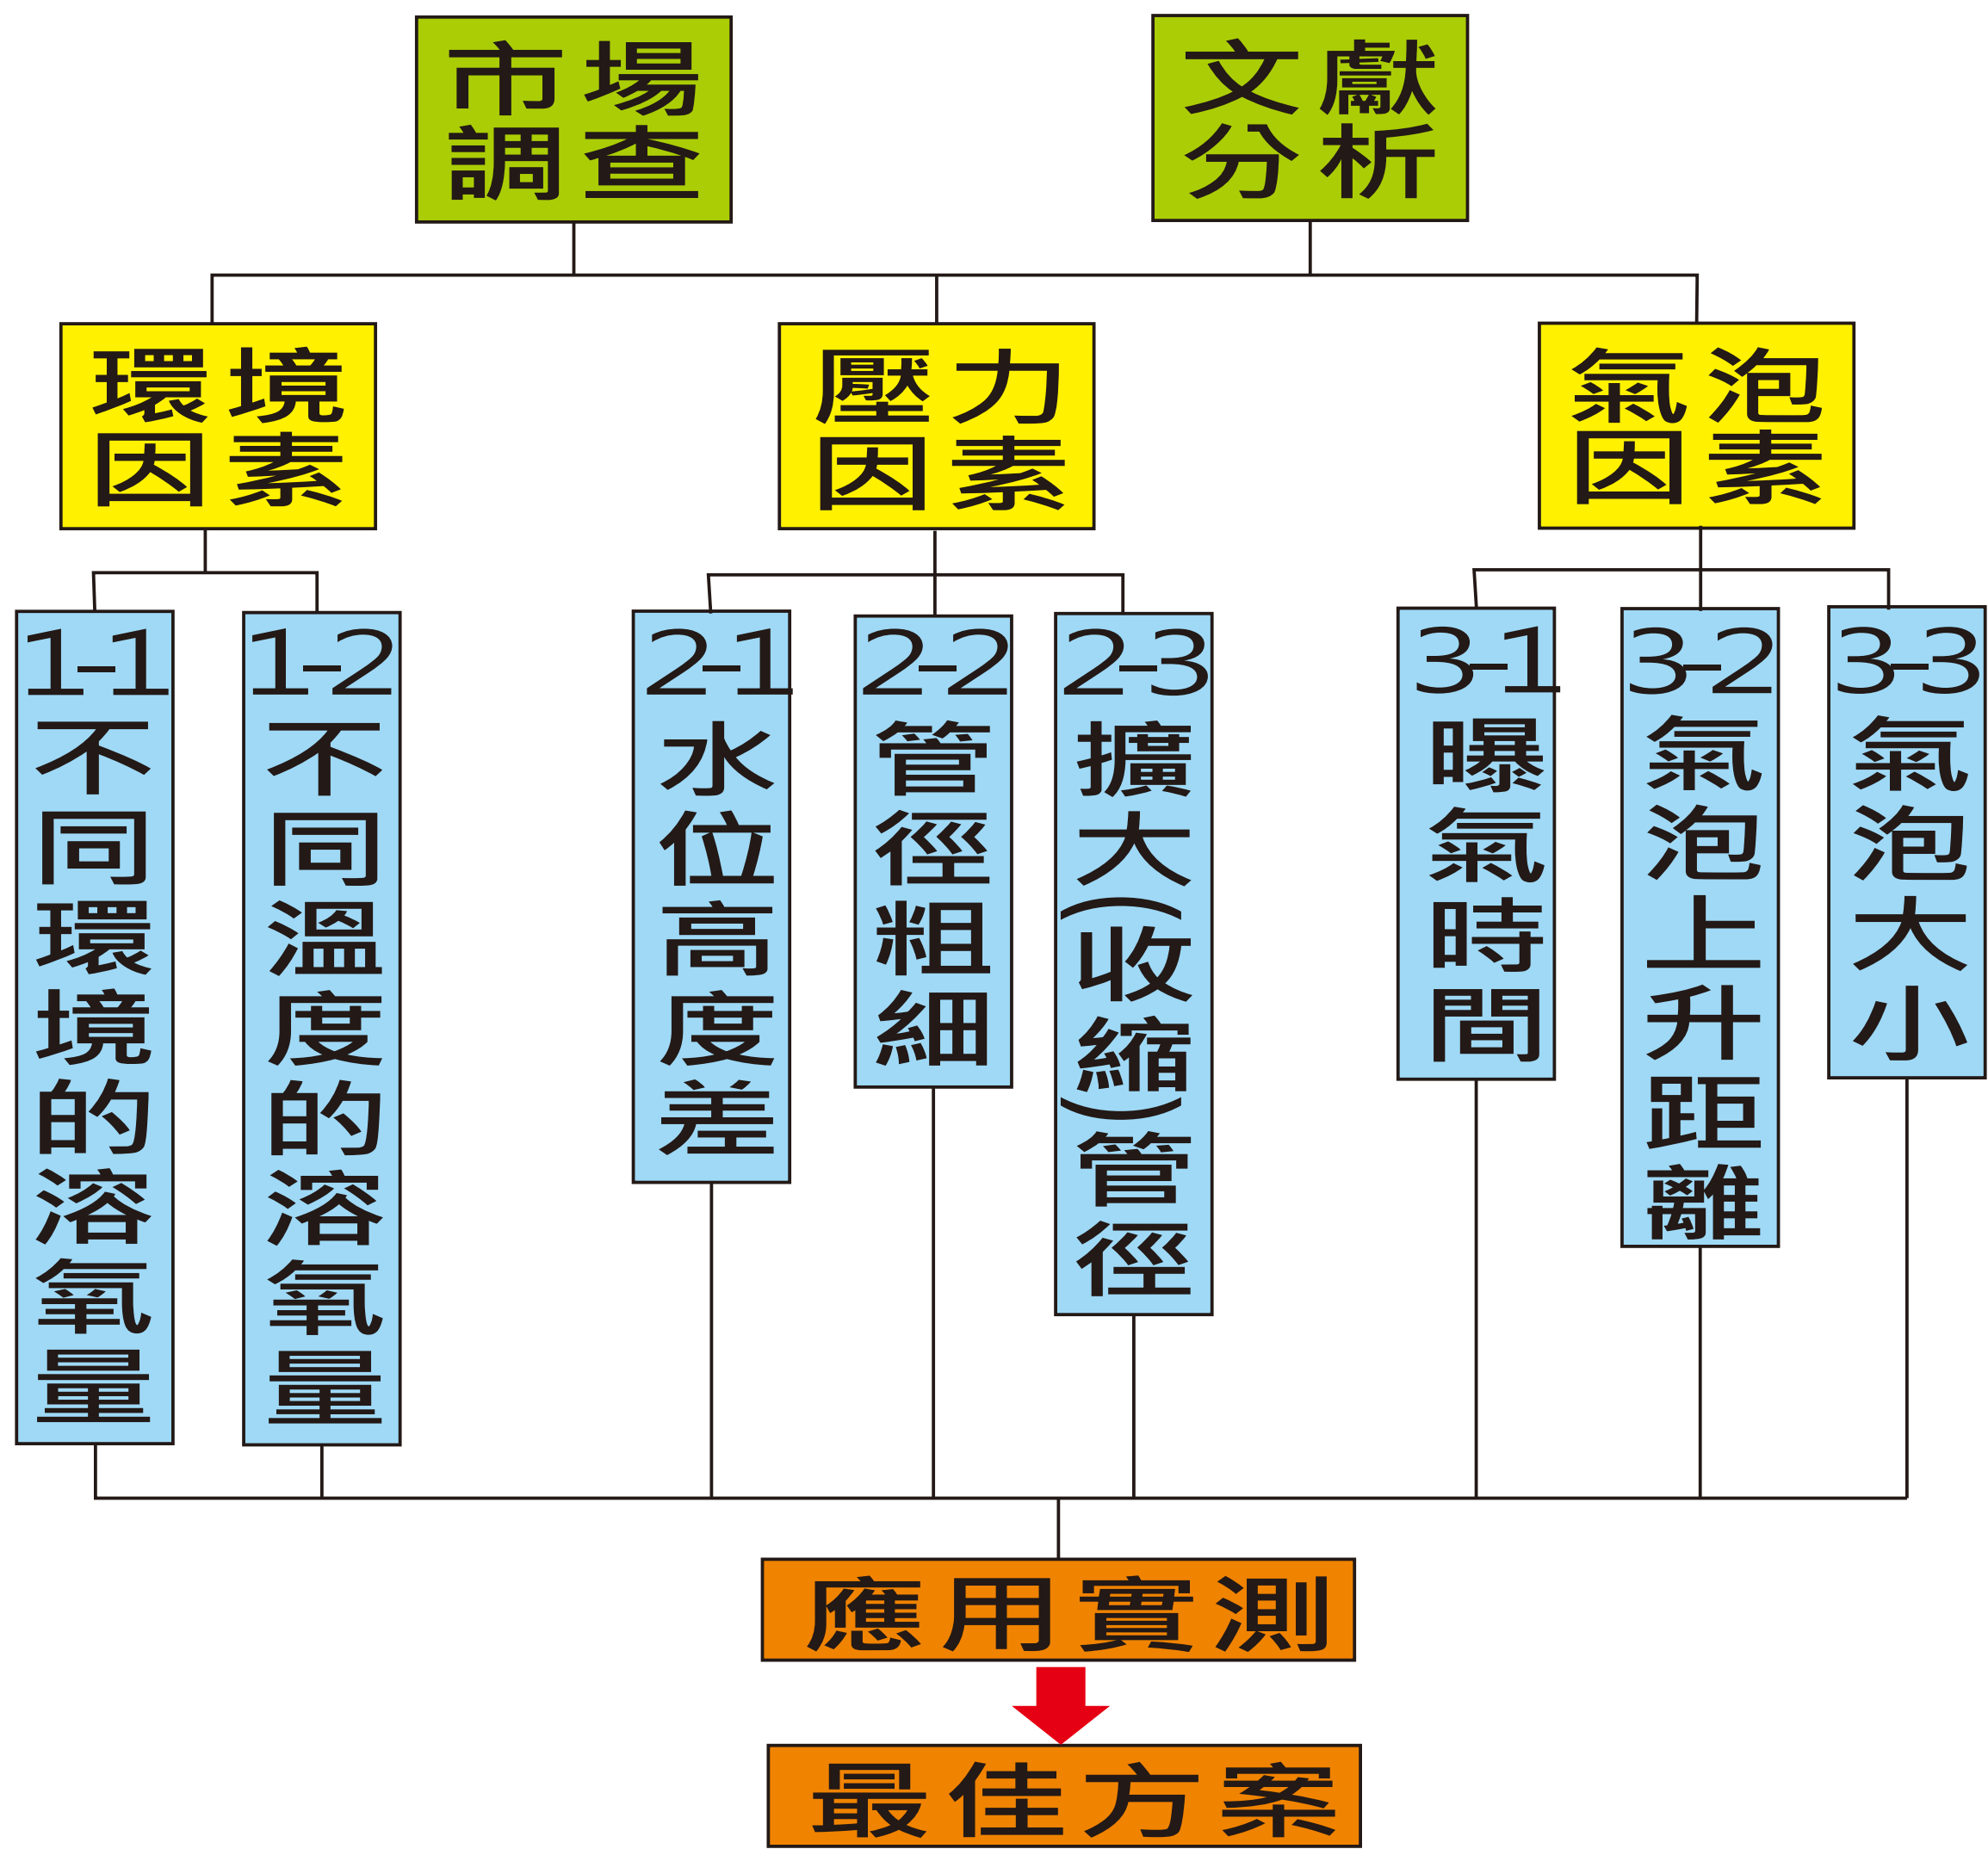 市場
調查
文獻
分析
環境
因素
壓力
因素
氣泡
因素
1-1
不同環境的溶氧量
1-2
不同溫度的溶氧量
2-1
水位高度差
2-2
管徑粗細
2-3
擴大(收縮)管徑
3-1
曝氣時間
3-2
氣泡上升距離
3-3
氣泡大小
應用實測
最佳方案